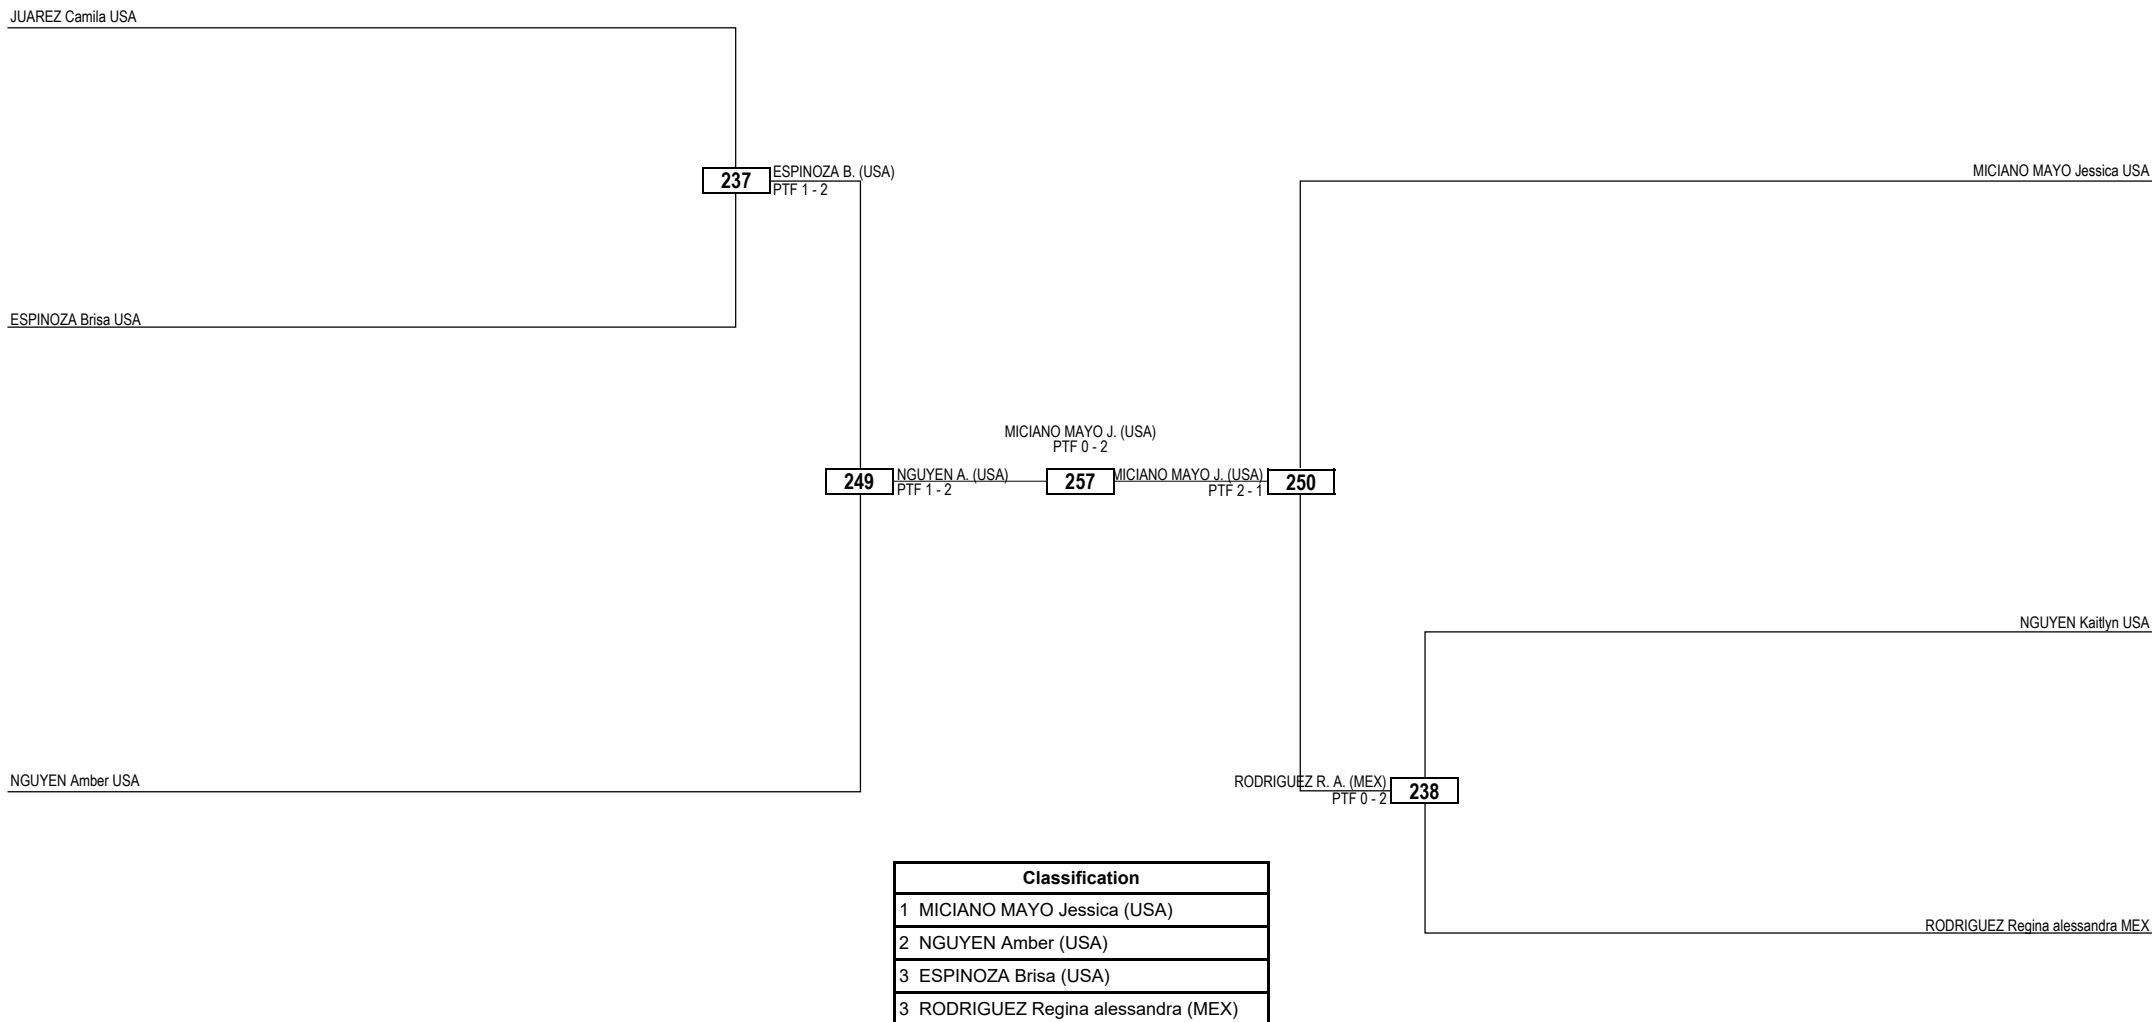 JUAREZ Camila USA
237
ESPINOZA B. (USA)
PTF 1 - 2
MICIANO MAYO Jessica USA
ESPINOZA Brisa USA
MICIANO MAYO J. (USA)
PTF 0 - 2
249
NGUYEN A. (USA)
PTF 1 - 2
257
MICIANO MAYO J. (USA)
PTF 2 - 1
250
NGUYEN Kaitlyn USA
NGUYEN Amber USA
RODRIGUEZ R. A. (MEX)
PTF 0 - 2
238
RODRIGUEZ Regina alessandra MEX
Classification
1 MICIANO MAYO Jessica (USA)
2 NGUYEN Amber (USA)
3 ESPINOZA Brisa (USA)
3 RODRIGUEZ Regina alessandra (MEX)